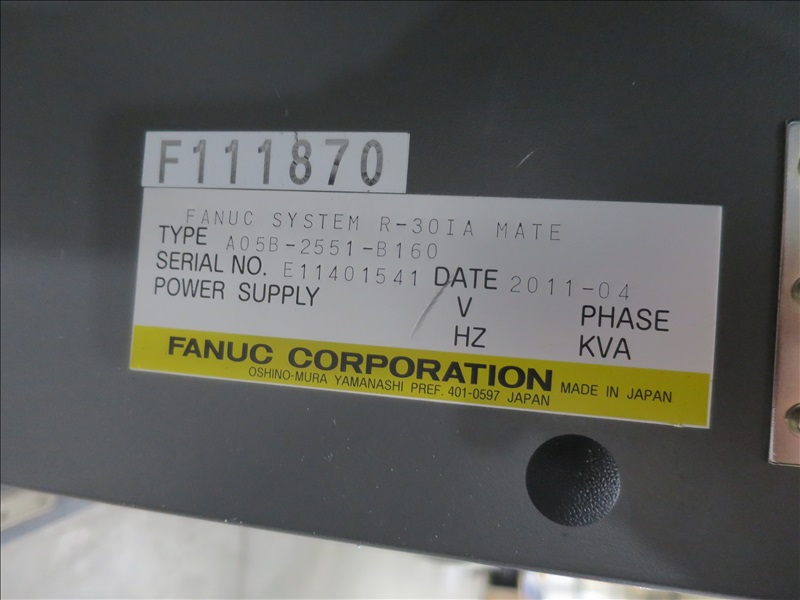 F111870
FANUC SYSTEM R-30IA MATE
TYPE A05B-2551-B160
SERIAL NO. E11401541 DATE 2011-04
POWER SUPPLY V PHASE
HZ KVA
FANUC CORPORATION
OSHINO-MURA YAMANASHI PREF. 401-0597 JAPAN MADE IN JAPAN